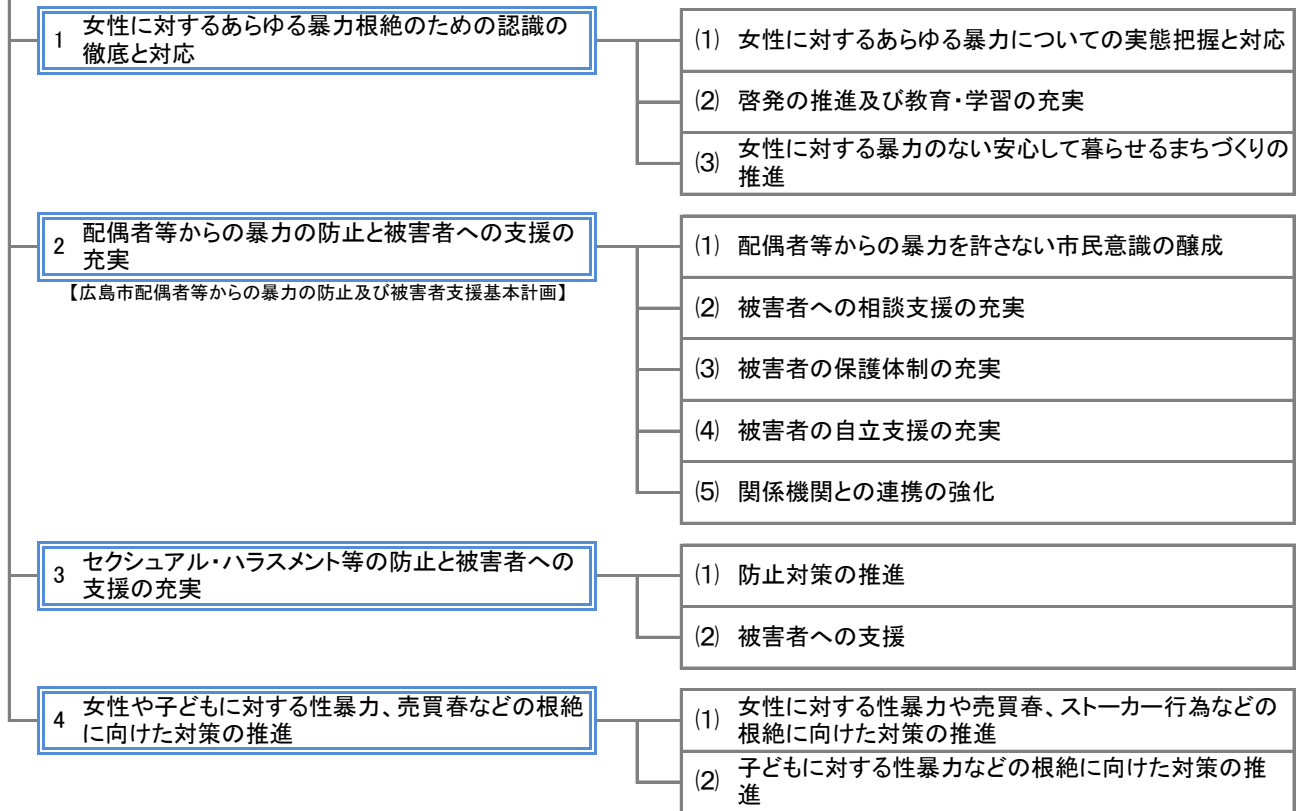 1 女性に対するあらゆる暴力根絶のための認識の
徹底と対応
⑴ 女性に対するあらゆる暴力についての実態把握と対応
⑵ 啓発の推進及び教育・学習の充実
⑶ 女性に対する暴力のない安心して暮らせるまちづくりの
推進
2 配偶者等からの暴力の防止と被害者への支援の
充実
【広島市配偶者等からの暴力の防止及び被害者支援基本計画】
⑴ 配偶者等からの暴力を許さない市民意識の醸成
⑵ 被害者への相談支援の充実
⑶ 被害者の保護体制の充実
⑷ 被害者の自立支援の充実
⑸ 関係機関との連携の強化
3 セクシュアル・ハラスメント等の防止と被害者への
支援の充実
⑴ 防止対策の推進
⑵ 被害者への支援
4 女性や子どもに対する性暴力、売買春などの根絶
に向けた対策の推進
⑴ 女性に対する性暴力や売買春、ストーカー行為などの
根絶に向けた対策の推進
⑵ 子どもに対する性暴力などの根絶に向けた対策の推
進